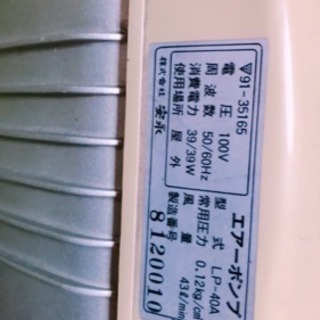 エアーポンプ
型式 LP-40A
常用圧力 0.12kg/cm
風量 43ℓ/min
製造番号 8120010
▽91-35165
電圧 100V
周波数 50/60Hz
消費電力 39/39W
使用場所 屋外
株式会社 安永